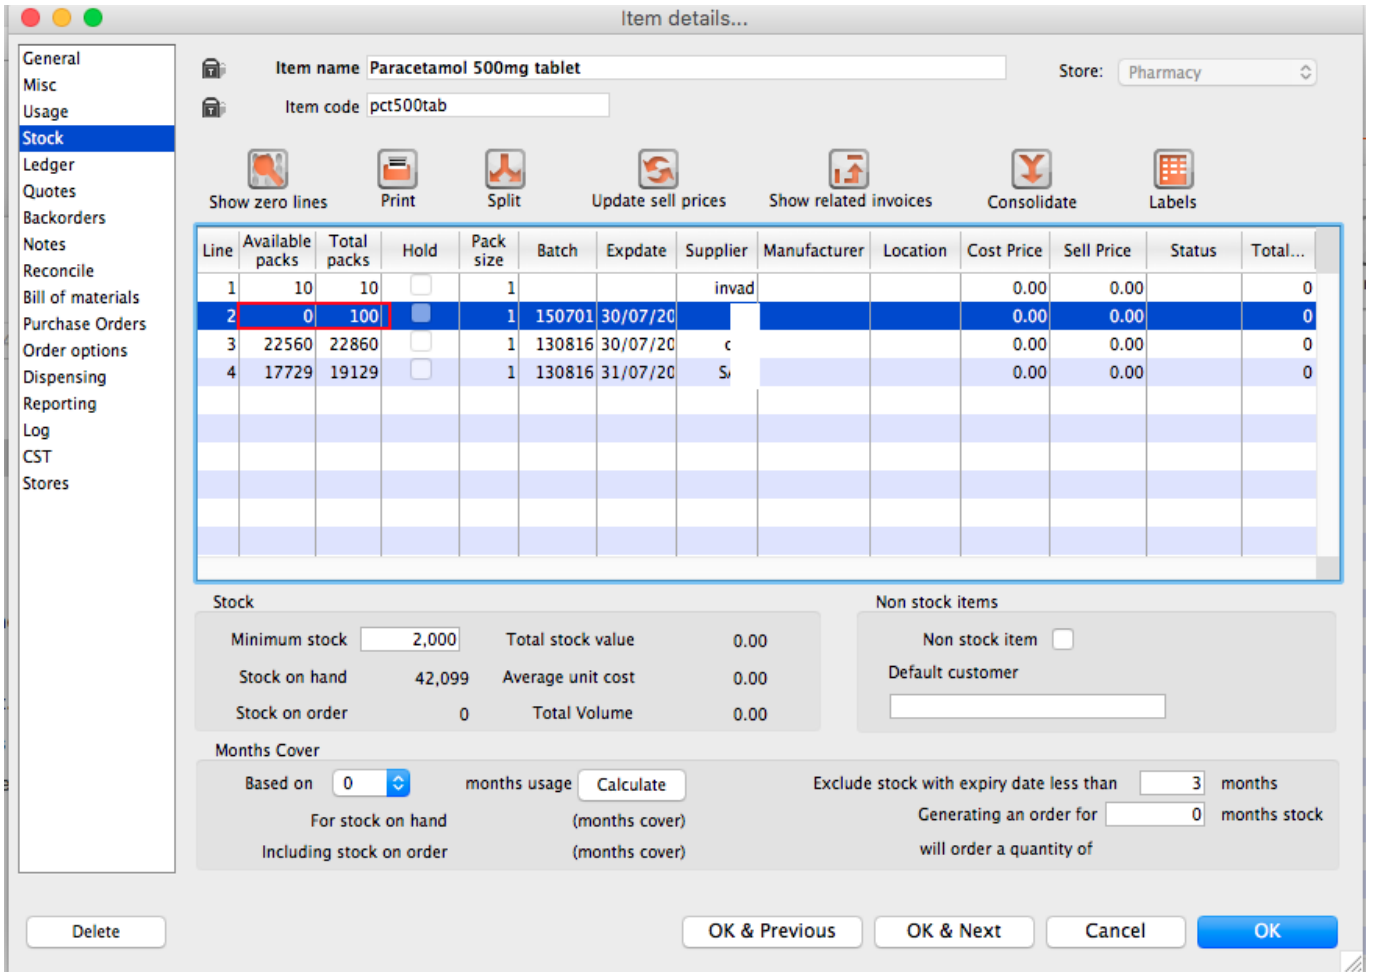 Item details...
General
Misc
Usage
Stock
Ledger
Quotes
Backorders
Notes
Reconcile
Bill of materials
Purchase Orders
Order options
Dispensing
Reporting
Log
CST
Stores
Item name Paracetamol 500mg tablet Store: Pharmacy
Item code pct500tab
Show zero lines Print Split Update sell prices Show related invoices Consolidate Labels
Line Available packs Total packs Hold Pack size Batch Expdate Supplier Manufacturer Location Cost Price Sell Price Status Total...
1 10 10 1 invad 0.00 0.00 0
2 0 100 1 150701 30/07/20 0.00 0.00 0
3 22560 22860 1 130816 30/07/20 0.00 0.00 0
4 17729 19129 1 130816 31/07/20 0.00 0.00 0
Stock
Minimum stock 2,000 Total stock value 0.00
Stock on hand 42,099 Average unit cost 0.00
Stock on order 0 Total Volume 0.00
Non stock items
Non stock item
Default customer
Months Cover
Based on 0 months usage Calculate
For stock on hand (months cover)
Including stock on order (months cover)
Exclude stock with expiry date less than 3 months
Generating an order for 0 months stock
will order a quantity of
Delete OK & Previous OK & Next Cancel OK